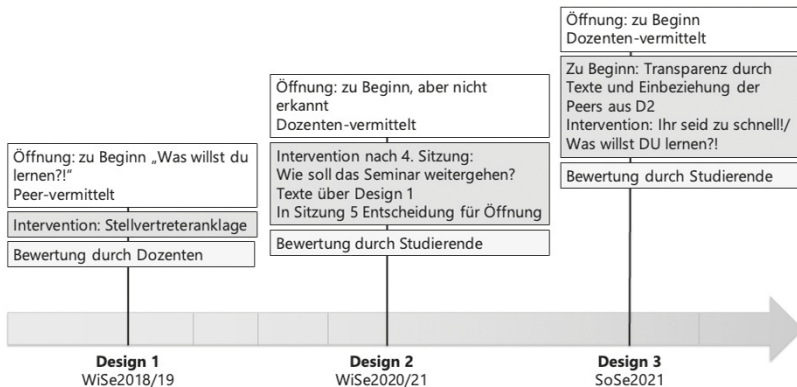 Öffnung: zu Beginn „Was willst du
lernen?!“
Peer-vermittelt
Intervention: Stellvertreteranklage
Bewertung durch Dozenten
Öffnung: zu Beginn, aber nicht
erkannt
Dozenten-vermittelt
Intervention nach 4. Sitzung:
Wie soll das Seminar weitergehen?
Texte über Design 1
In Sitzung 5 Entscheidung für Öffnung
Bewertung durch Studierende
Öffnung: zu Beginn
Dozenten-vermittelt
Zu Beginn: Transparenz durch
Texte und Einbeziehung der
Peers aus D2
Intervention: Ihr seid zu schnell!/
Was willst DU lernen?!
Bewertung durch Studierende
Design 1
WiSe2018/19
Design 2
WiSe2020/21
Design 3
SoSe2021